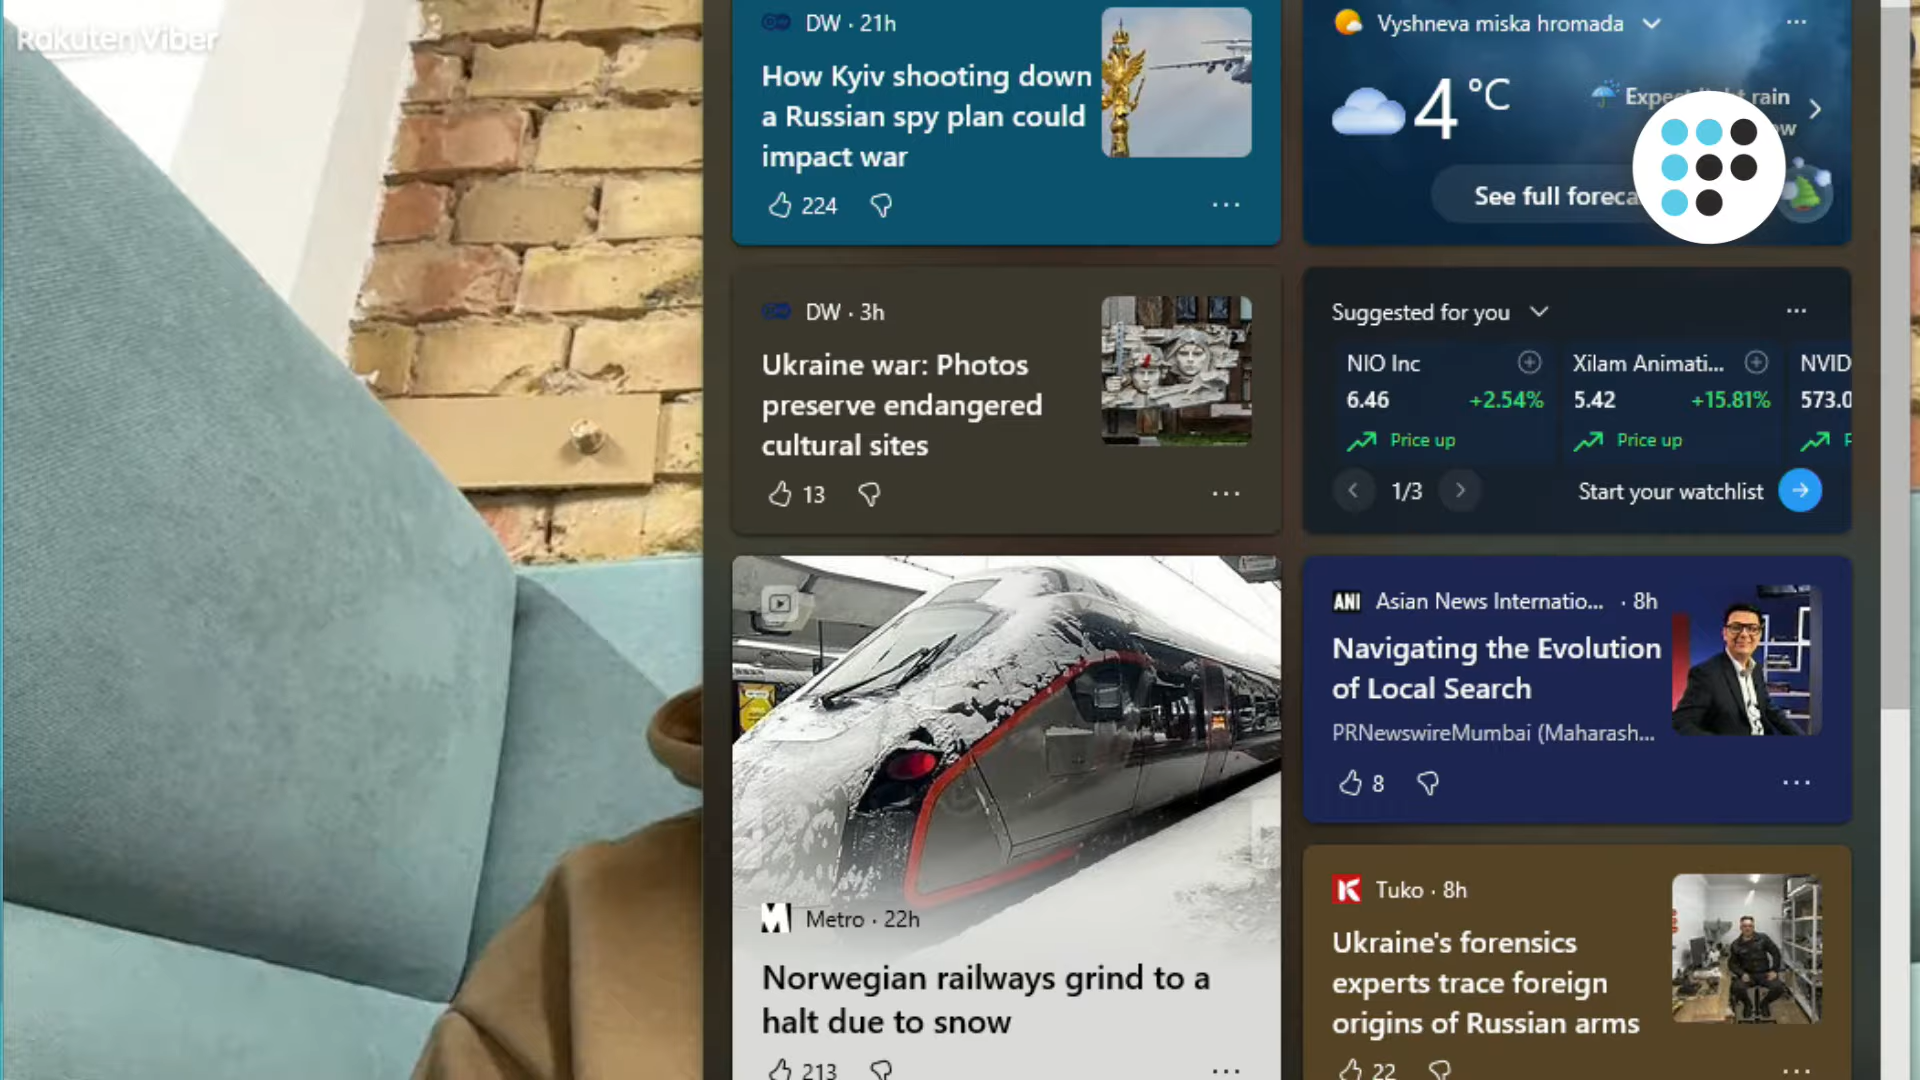 Rakuten Viber
DW · 21h
How Kyiv shooting down
a Russian spy plan could
impact war
224
DW · 3h
Ukraine war: Photos
preserve endangered
cultural sites
13
Metro · 22h
Norwegian railways grind to a
halt due to snow
213
Vyshneva miska hromada
4 °C
Expect light rain
See full foreca
Suggested for you
NIO Inc
6.46 +2.54%
Price up
Xilam Animati...
5.42 +15.81%
Price up
NVID
573.0
1/3
Start your watchlist
ANI Asian News Internatio... · 8h
Navigating the Evolution
of Local Search
PRNewswireMumbai (Maharash...
8
Tuko · 8h
Ukraine's forensics
experts trace foreign
origins of Russian arms
22